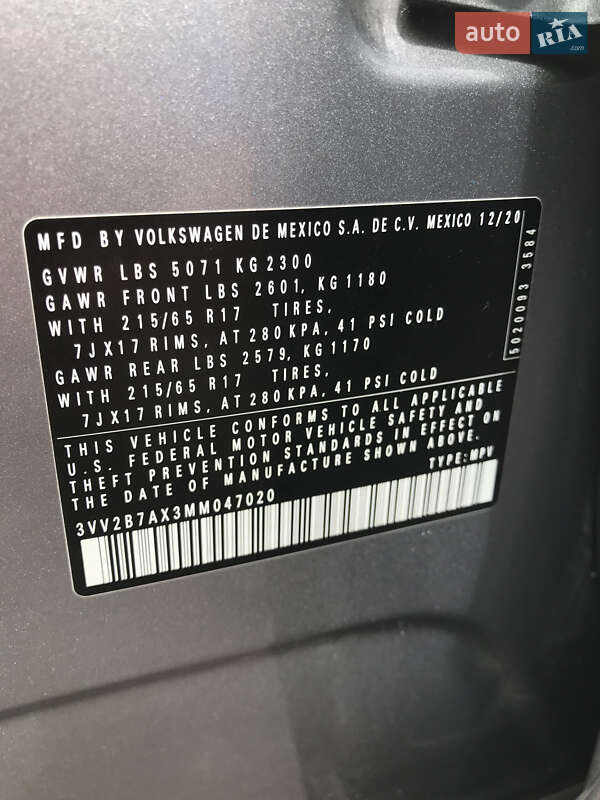 auto RIA .com
MFD BY VOLKSWAGEN DE MEXICO S.A. DE C.V. MEXICO 12/20
GVWR LBS 5071 KG 2300
GAWR FRONT LBS 2601, KG 1180
WITH 215/65 R17 TIRES,
7JX17 RIMS, AT 280 KPA, 41 PSI COLD
GAWR REAR LBS 2579, KG 1170
WITH 215/65 R17 TIRES,
7JX17 RIMS, AT 280 KPA, 41 PSI COLD
5020093 3584
THIS VEHICLE CONFORMS TO ALL APPLICABLE
U.S. FEDERAL MOTOR VEHICLE SAFETY AND
THEFT PREVENTION STANDARDS IN EFFECT ON
THE DATE OF MANUFACTURE SHOWN ABOVE.
3VV2B7AX3MM047020 TYPE: MPV